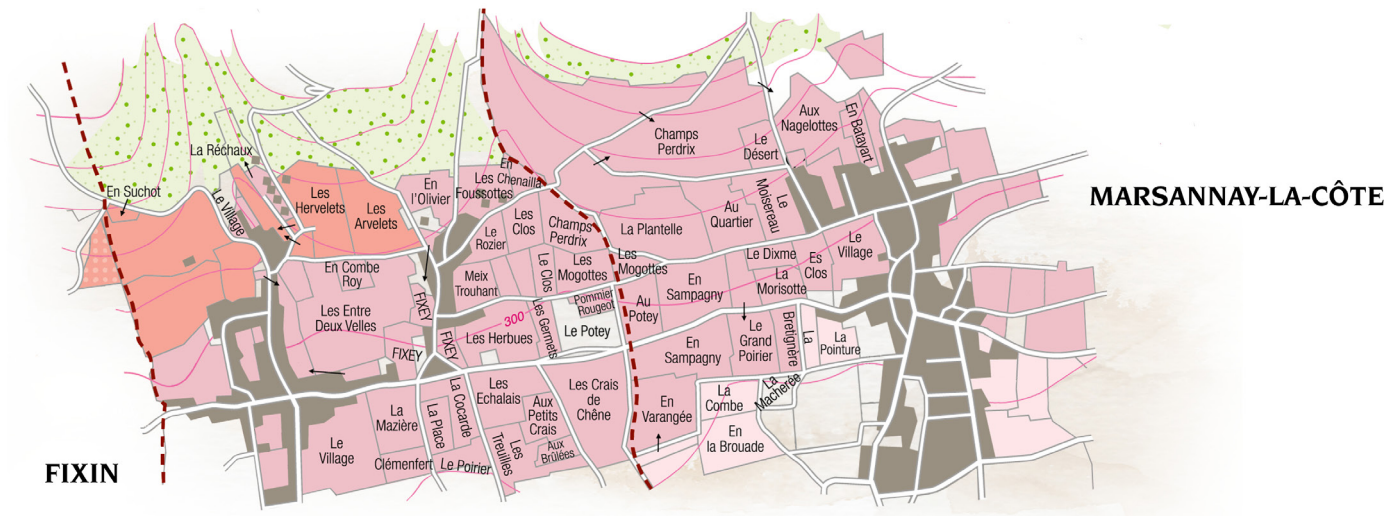 La Réchaux
En Suchot
Le Village
Les
Hervelets
Les
Arvelets
En
l'Olivier
En
Les Chenailla
Foussottes
Les
Clos
Le
Rozier
Champs
Perdrix
Champs
Perdrix
Le
Désert
Aux
Nagelottes
En Batayart
MARSANNAY-LA-CÔTE
La Plantelle
Au
Quartier
Le
Moisereau
En Combe
Roy
Meix
Trouhant
Le Clos
Les
Mogottes
Les
Mogottes
En
Sampagny
Le Dixme
La
Morisotte
Es
Clos
Le
Village
Les Entre
Deux Velles
FIXEY
FIXEY
FIXEY
300
Les Herbues
Les Germets
Pommier
Rougeot
Le Potey
Au
Potey
En
Sampagny
Le
Grand
Poirier
La
Bretignère
La
Pointure
La
Macherée
Les
Echalais
La Cocarde
La Place
La
Mazière
Aux
Petits
Crais
Les Crais
de
Chêne
En
Varangée
La
Combe
En
la Brouade
Le
Village
Clémenfert
Le Poirier
Les
Treuilles
Aux
Brûlées
FIXIN